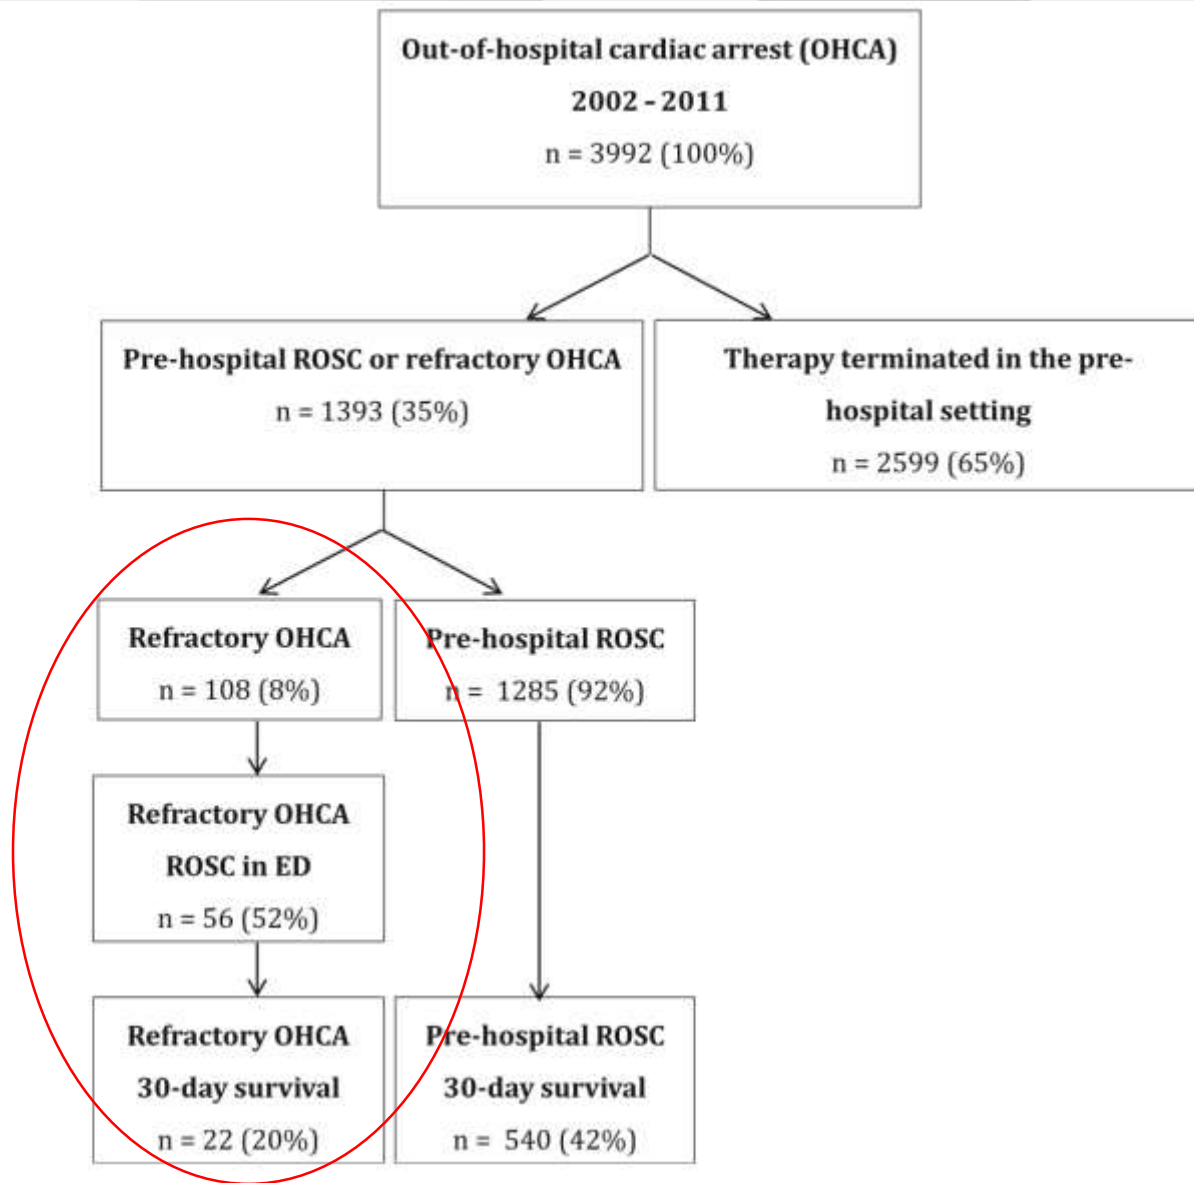 Out-of-hospital cardiac arrest (OHCA)
2002 - 2011
n = 3992 (100%)
Pre-hospital ROSC or refractory OHCA
n = 1393 (35%)
Therapy terminated in the pre-
hospital setting
n = 2599 (65%)
Refractory OHCA
n = 108 (8%)
Pre-hospital ROSC
n = 1285 (92%)
Refractory OHCA
ROSC in ED
n = 56 (52%)
Refractory OHCA
30-day survival
n = 22 (20%)
Pre-hospital ROSC
30-day survival
n = 540 (42%)